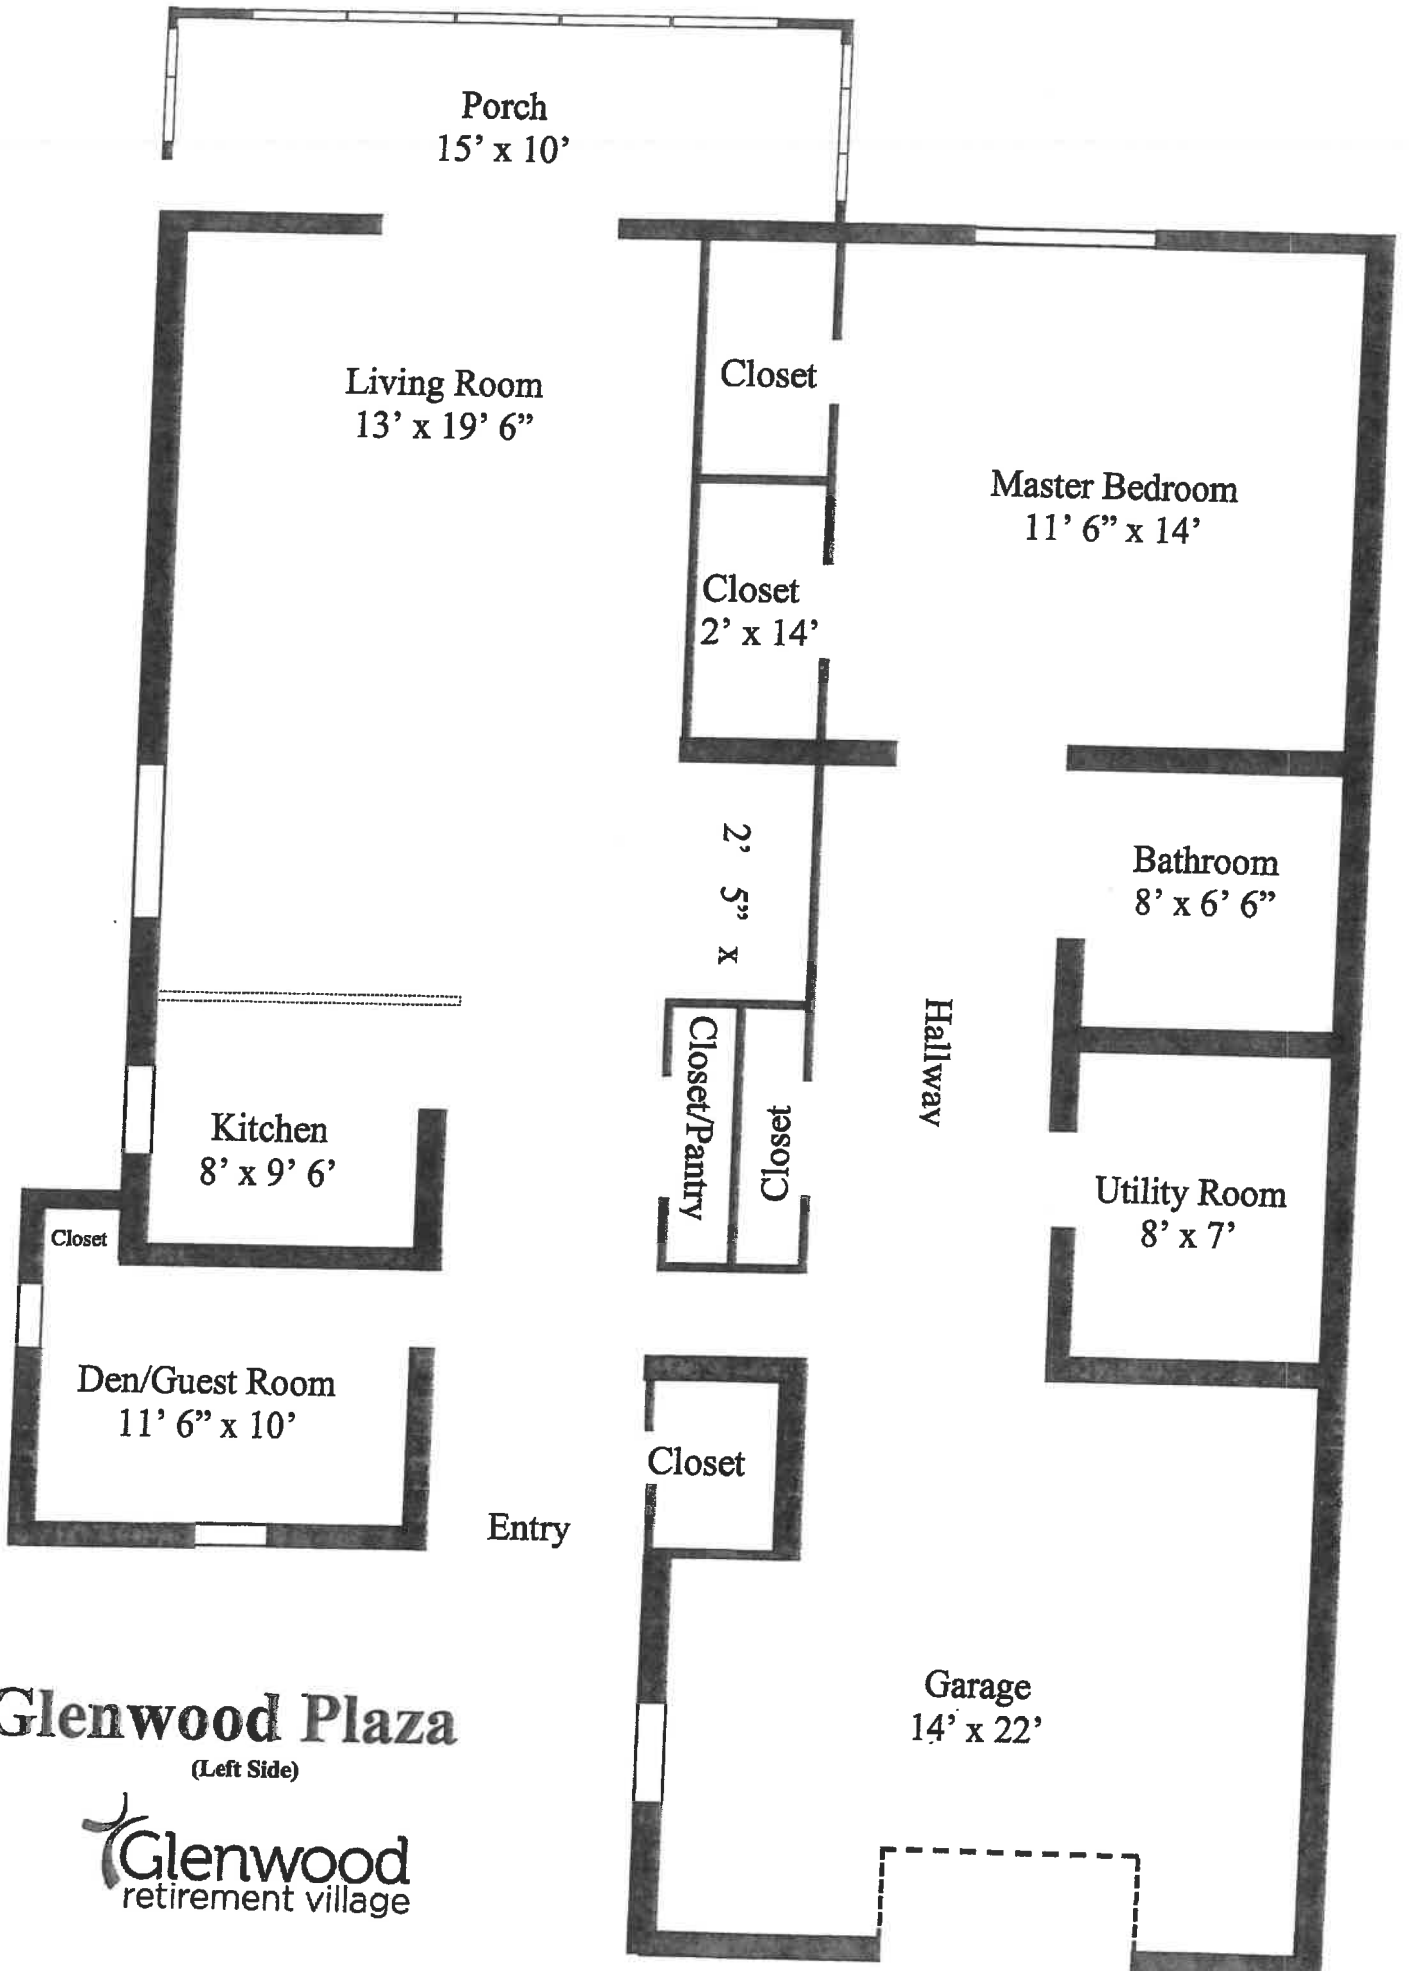 Porch
15’ x 10’
Living Room
13’ x 19’ 6”
Closet
Master Bedroom
11’ 6” x 14’
Closet
2’ x 14’
2’ 5” x
Bathroom
8’ x 6’ 6”
Hallway
Closet/Pantry
Closet
Kitchen
8’ x 9’ 6’
Utility Room
8’ x 7’
Closet
Den/Guest Room
11’ 6” x 10’
Closet
Entry
Garage
14’ x 22’
Glenwood Plaza
(Left Side)
Glenwood
retirement village